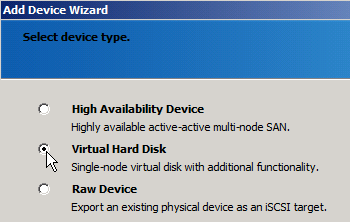 Add Device Wizard
Select device type.
High Availability Device
Highly available active-active multi-node SAN.
Virtual Hard Disk
Single-node virtual disk with additional functionality.
Raw Device
Export an existing physical device as an iSCSI target.